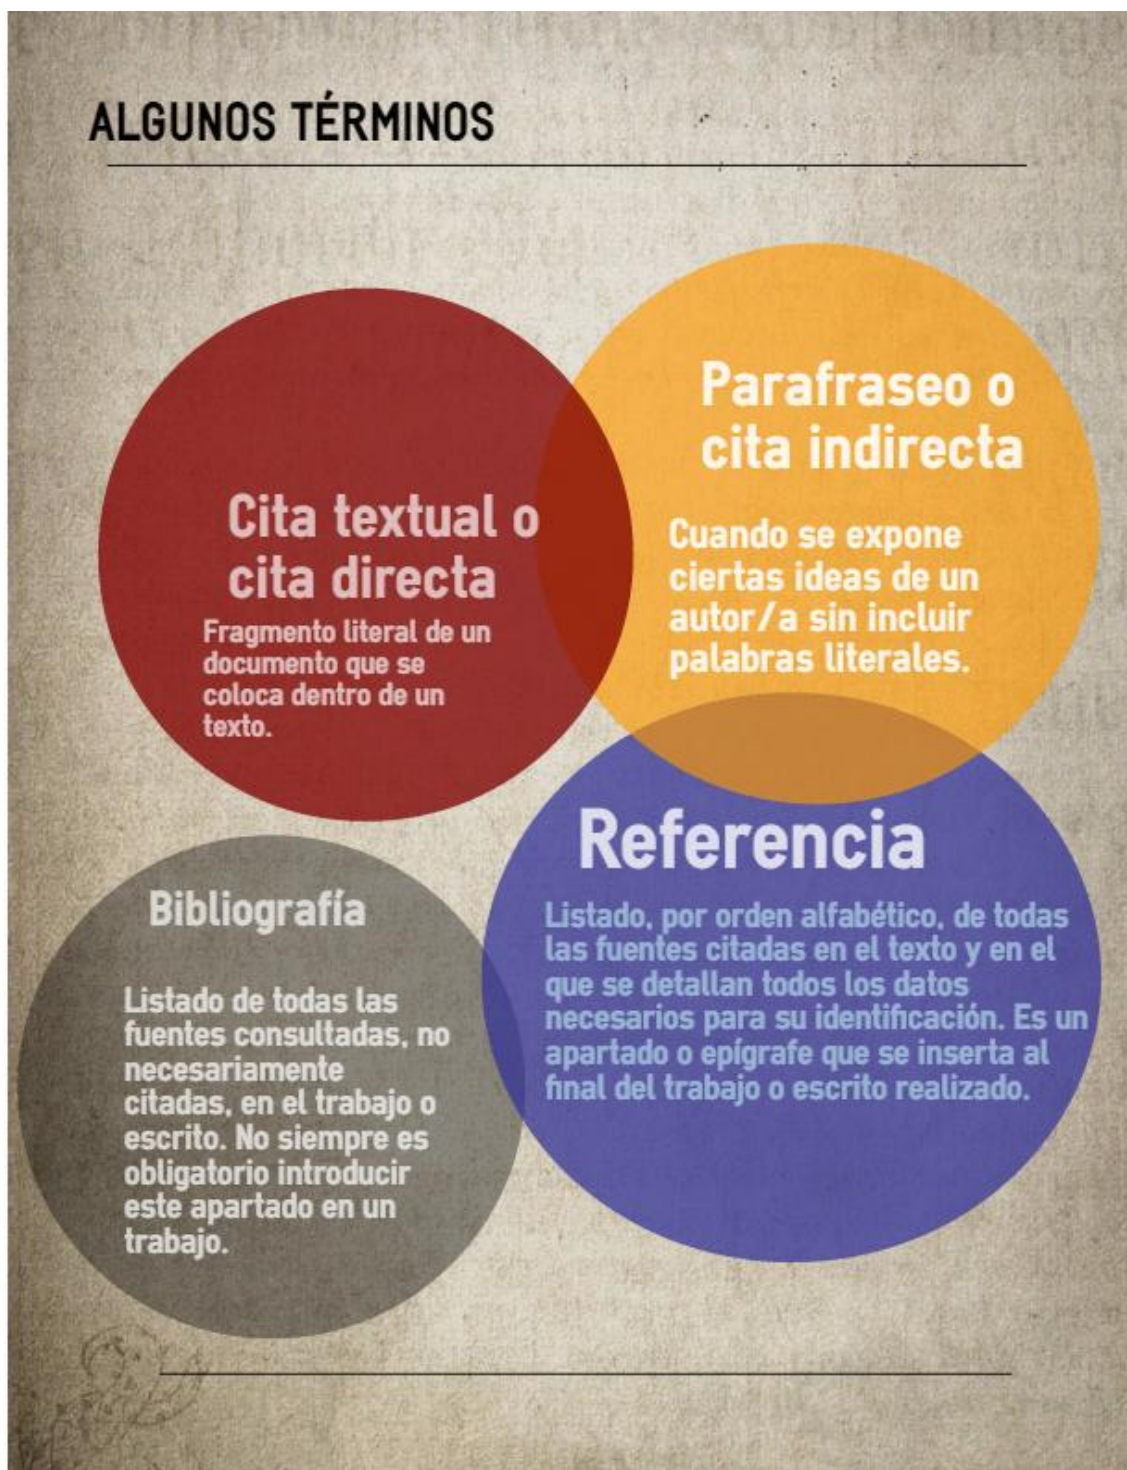 ALGUNOS TÉRMINOS
Cita textual o
cita directa
Fragmento literal de un
documento que se
coloca dentro de un
texto.
Parafraseo o
cita indirecta
Cuando se expone
ciertas ideas de un
autor/a sin incluir
palabras literales.
Bibliografía
Listado de todas las
fuentes consultadas, no
necesariamente
citadas, en el trabajo o
escrito. No siempre es
obligatorio introducir
este apartado en un
trabajo.
Referencia
Listado, por orden alfabético, de todas
las fuentes citadas en el texto y en el
que se detallan todos los datos
necesarios para su identificación. Es un
apartado o epígrafe que se inserta al
final del trabajo o escrito realizado.